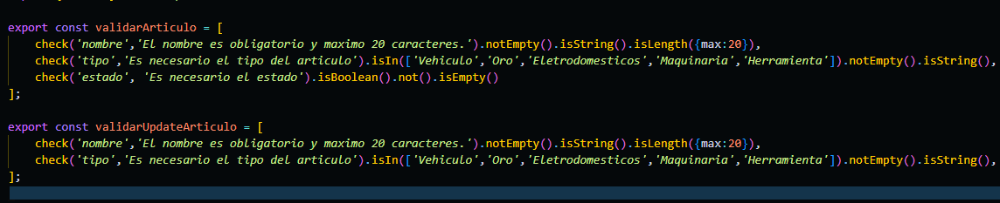 export const validarArticulo = [
check('nombre','El nombre es obligatorio y maximo 20 caracteres.').notEmpty().isString().isLength({max:20}),
check('tipo','Es necesario el tipo del articulo').isIn(['Vehiculo','Oro','Eletrodomesticos','Maquinaria','Herramienta']).notEmpty().isString(),
check('estado', 'Es necesario el estado').isBoolean().not().isEmpty()
];
export const validarUpdateArticulo = [
check('nombre','El nombre es obligatorio y maximo 20 caracteres.').notEmpty().isString().isLength({max:20}),
check('tipo','Es necesario el tipo del articulo').isIn(['Vehiculo','Oro','Eletrodomesticos','Maquinaria','Herramienta']).notEmpty().isString(),
];